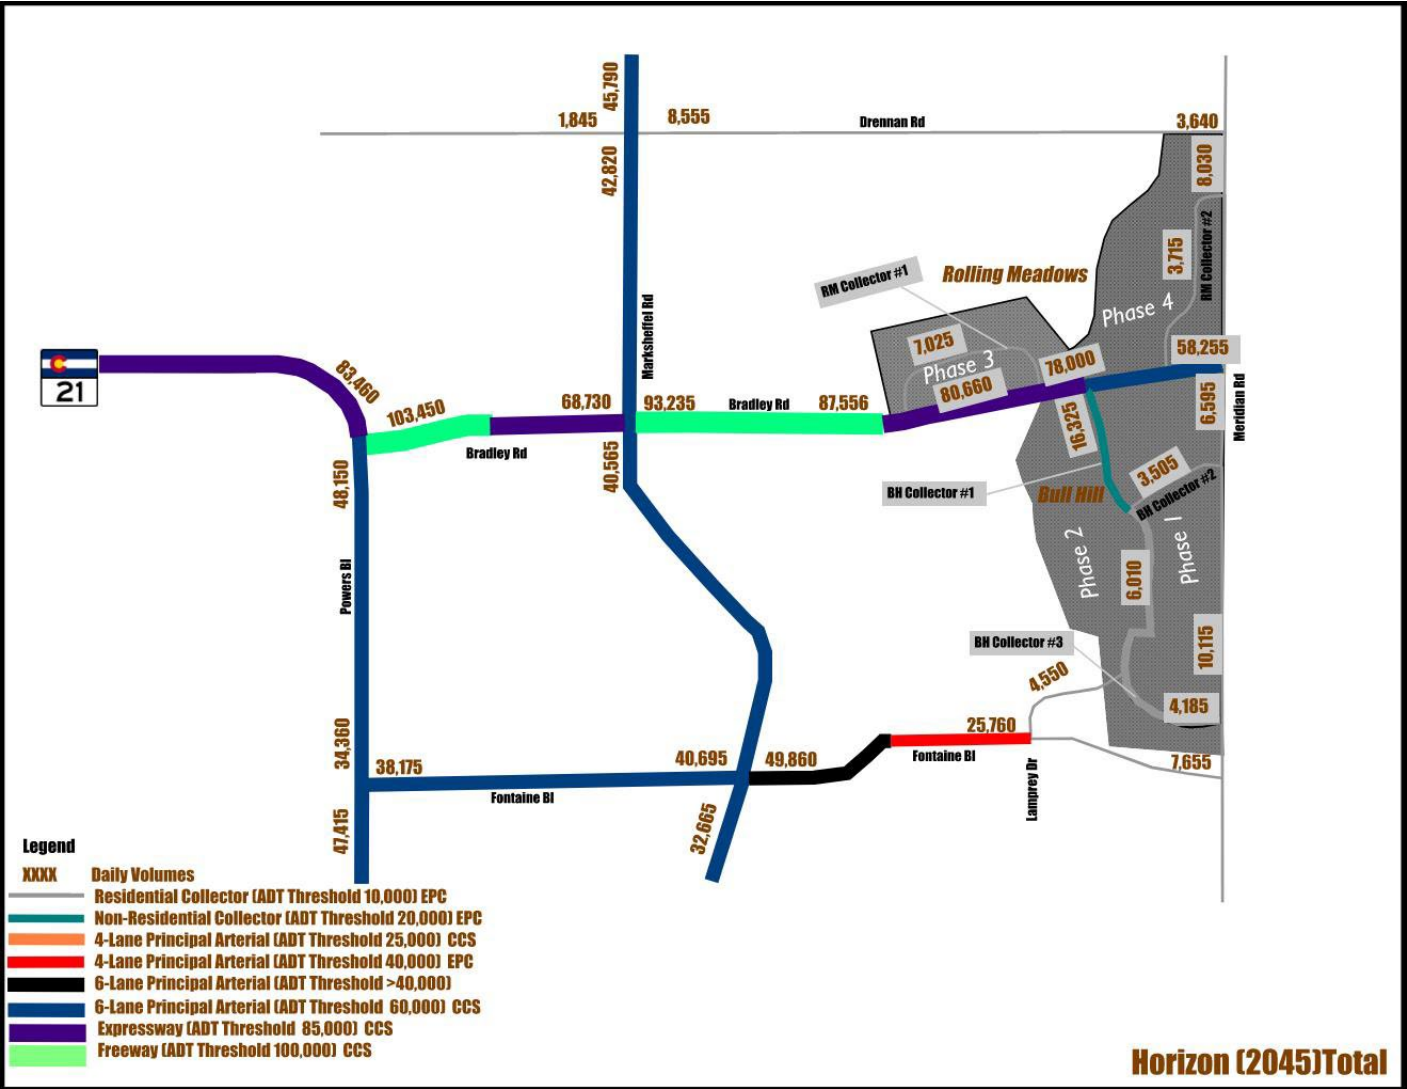 45,790
1,845
8,555
Drennan Rd
3,640
42,820
8,030
RM Collector #2
3,715
RM Collector #1
Rolling Meadows
Phase 4
Marksheffel Rd
7,025
Phase 3
78,000
58,255
21
83,460
80,660
103,450
68,730
93,235
Bradley Rd
87,556
6,595
Meridian Rd
Bradley Rd
16,325
40,565
48,150
3,505
BH Collector #1
Bull Hill
BH Collector #2
Phase 2
Phase 1
Powers Bl
6,010
BH Collector #3
10,115
4,550
4,185
34,360
25,760
38,175
40,695
49,860
Fontaine Bl
7,655
Lamprey Dr
Fontaine Bl
47,415
32,665
Legend
XXXX Daily Volumes
Residential Collector (ADT Threshold 10,000) EPC
Non-Residential Collector (ADT Threshold 20,000) EPC
4-Lane Principal Arterial (ADT Threshold 25,000) CCS
4-Lane Principal Arterial (ADT Threshold 40,000) EPC
6-Lane Principal Arterial (ADT Threshold >40,000)
6-Lane Principal Arterial (ADT Threshold 60,000) CCS
Expressway (ADT Threshold 85,000) CCS
Freeway (ADT Threshold 100,000) CCS
Horizon (2045)Total